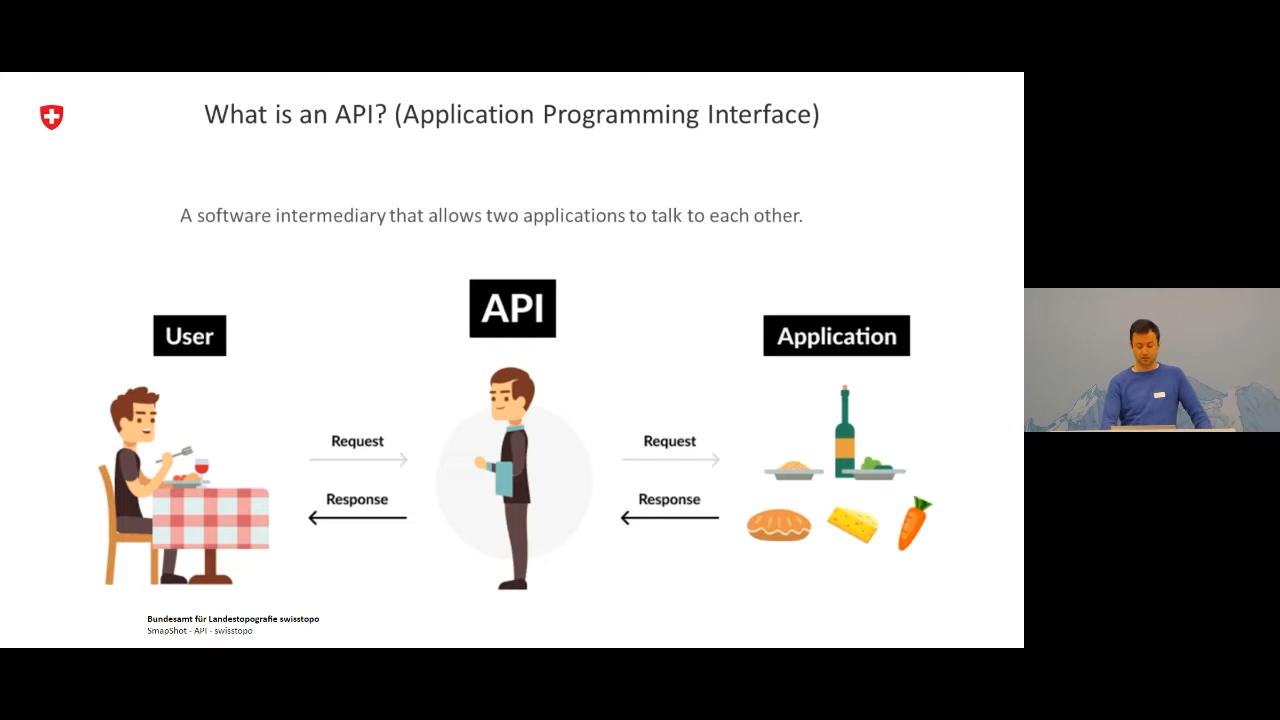 What is an API? (Application Programming Interface)
A software intermediary that allows two applications to talk to each other.
API
User
Application
Request
Request
Response
Response
Bundesamt für Landestopografie swisstopo
SmapShot - API - swisstopo